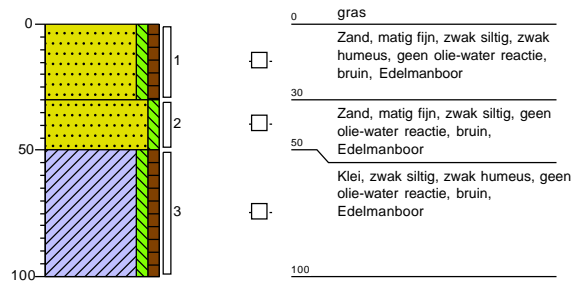 0
50
100
1
2
3
0 gras
Zand, matig fijn, zwak siltig, zwak
humeus, geen olie-water reactie,
bruin, Edelmanboor
30
Zand, matig fijn, zwak siltig, geen
olie-water reactie, bruin,
Edelmanboor
50
Klei, zwak siltig, zwak humeus, geen
olie-water reactie, bruin,
Edelmanboor
100